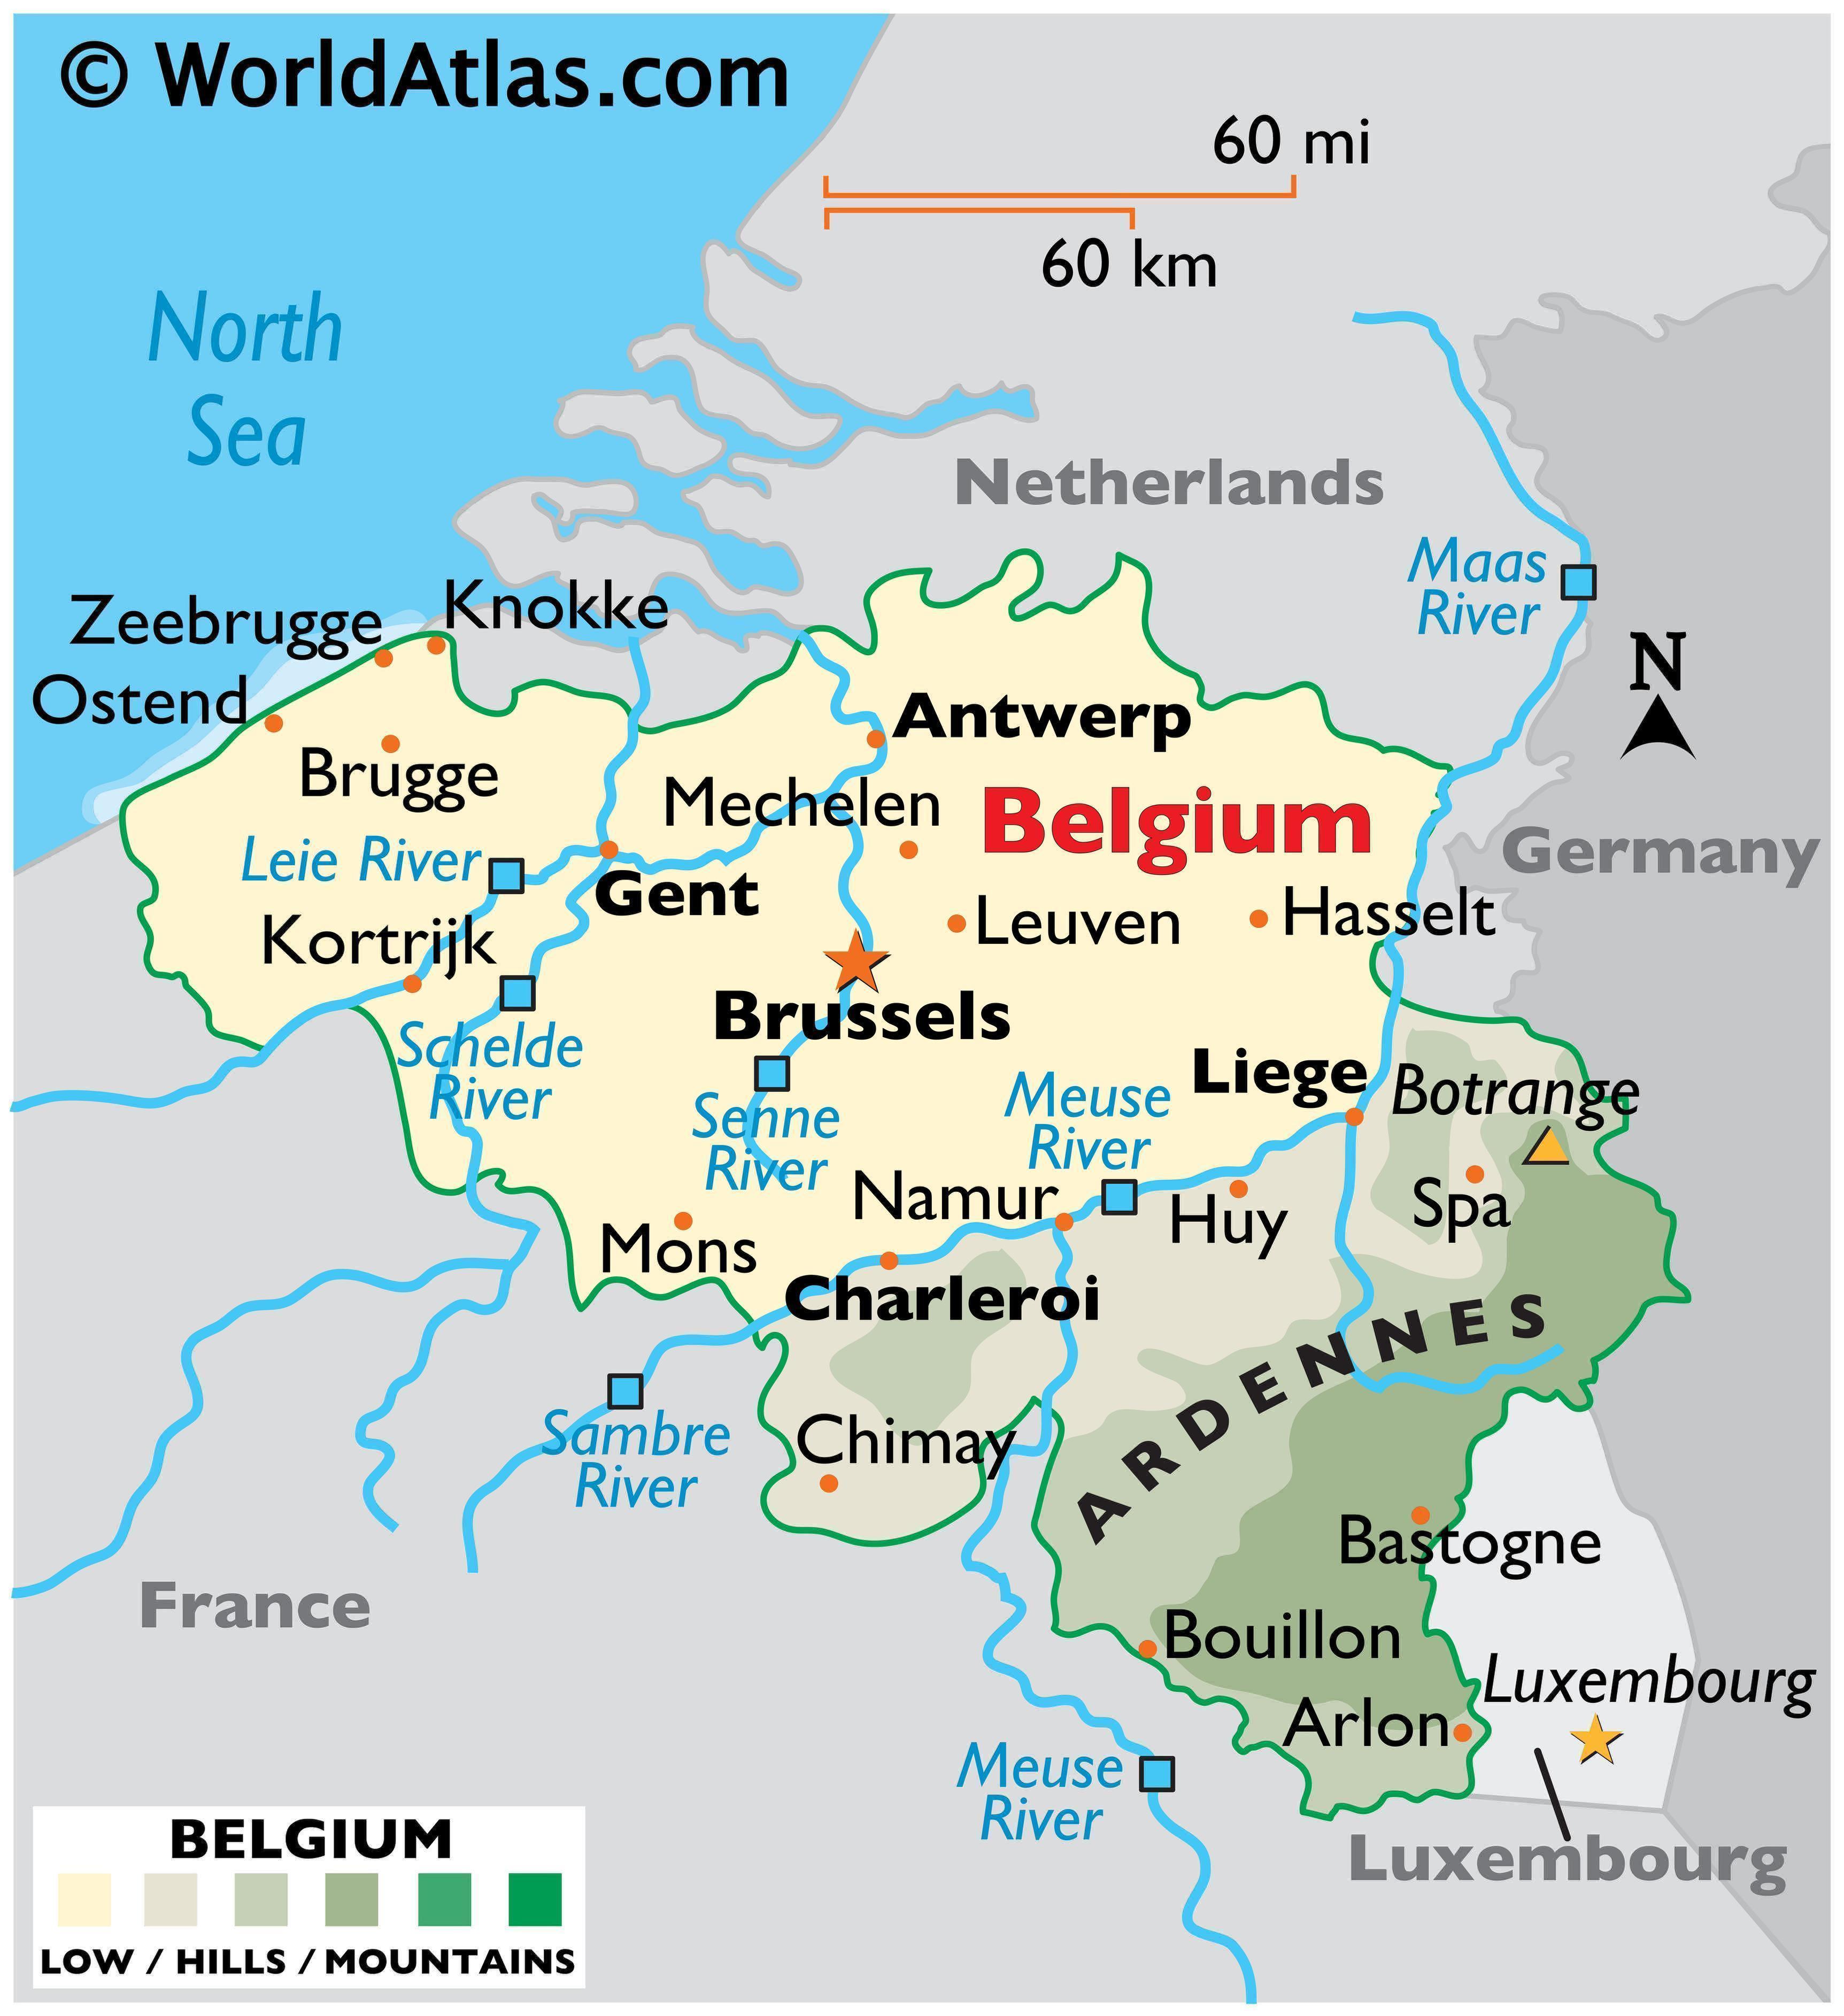 © WorldAtlas.com
60 mi
60 km
North
Sea
Netherlands
Maas
River
N
Zeebrugge
Knokke
Ostend
Antwerp
Brugge
Mechelen
Belgium
Germany
Leie River
Gent
Leuven
Hasselt
Kortrijk
Brussels
Schelde
River
Senne
River
Meuse
River
Liege
Botrange
Namur
Huy
Spa
Mons
Charleroi
ARDENNES
Sambre
River
Chimay
Bastogne
France
Bouillon
Luxembourg
Arlon
Meuse
River
Luxembourg
BELGIUM
LOW / HILLS / MOUNTAINS